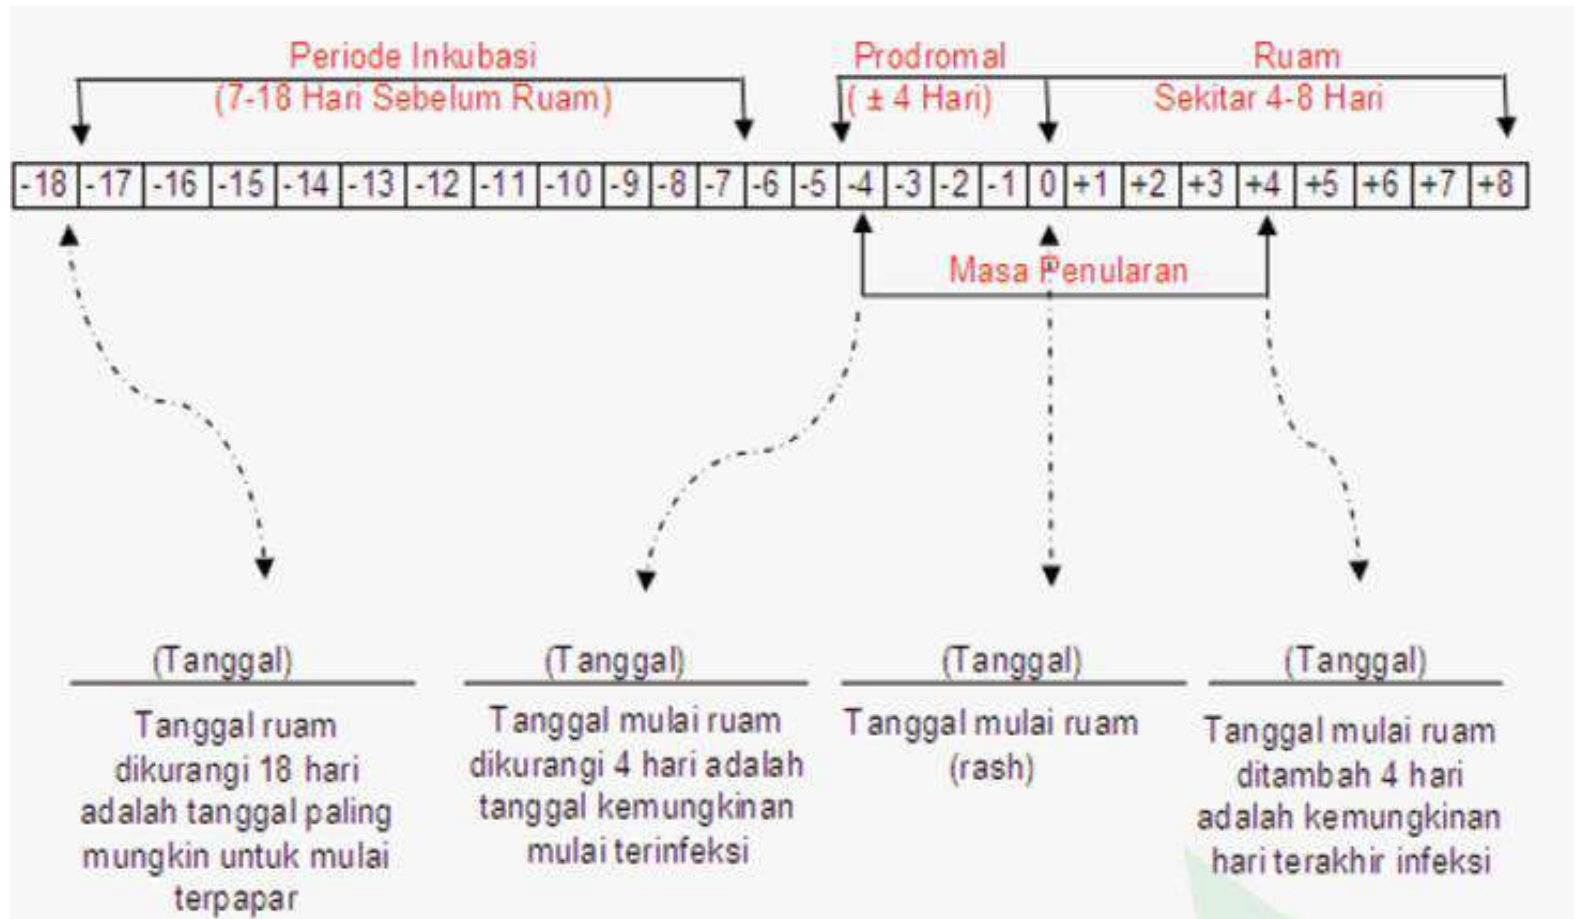 Periode Inkubasi
(7-18 Hari Sebelum Ruam)
Prodromal
( ± 4 Hari)
Ruam
Sekitar 4-8 Hari
-18 -17 -16 -15 -14 -13 -12 -11 -10 -9 -8 -7 -6 -5 -4 -3 -2 -1 0 +1 +2 +3 +4 +5 +6 +7 +8
Masa Penularan
(Tanggal)
Tanggal ruam
dikurangi 18 hari
adalah tanggal paling
mungkin untuk mulai
terpapar
(Tanggal)
Tanggal mulai ruam
dikurangi 4 hari adalah
tanggal kemungkinan
mulai terinfeksi
(Tanggal)
Tanggal mulai ruam
(rash)
(Tanggal)
Tanggal mulai ruam
ditambah 4 hari
adalah kemungkinan
hari terakhir infeksi